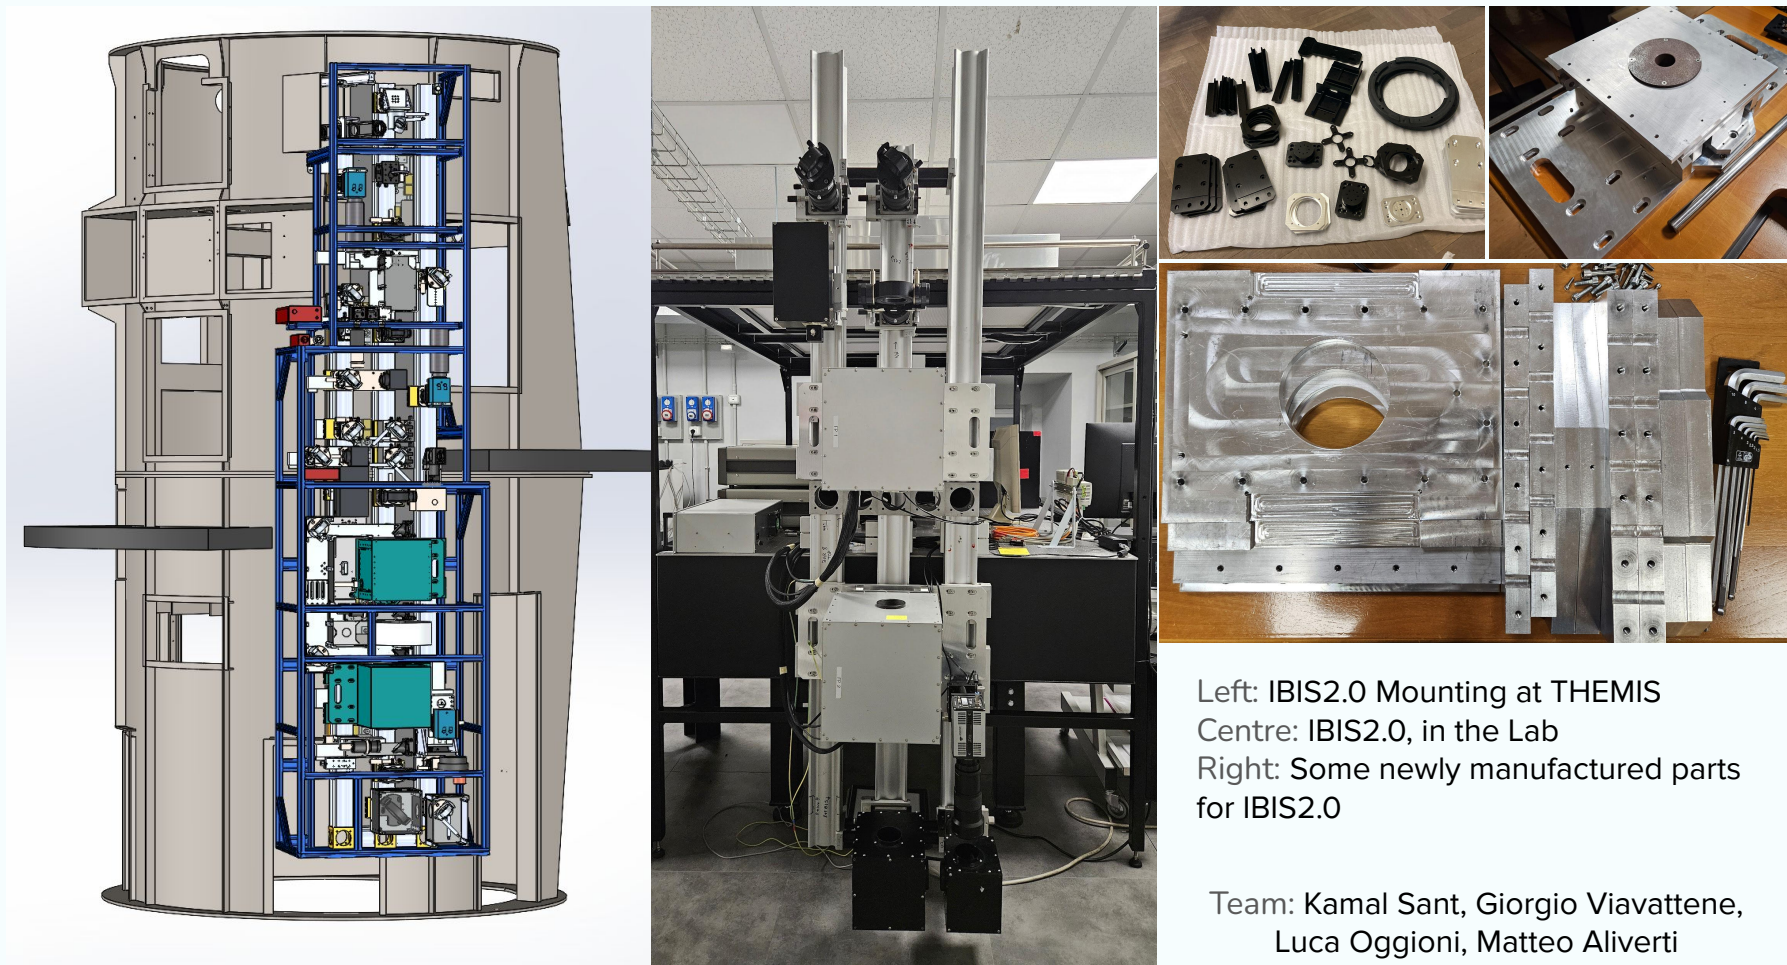 Left: IBIS2.0 Mounting at THEMIS
Centre: IBIS2.0, in the Lab
Right: Some newly manufactured parts
for IBIS2.0
Team: Kamal Sant, Giorgio Viavattene,
Luca Oggioni, Matteo Aliverti